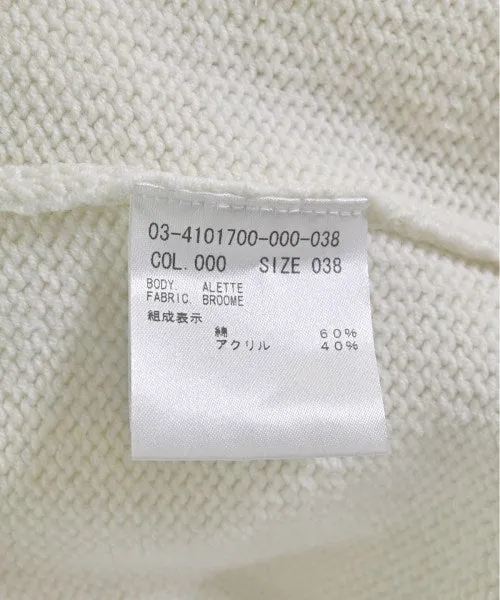 03-4101700-000-038
COL. 000 SIZE 038
BODY. ALETTE
FABRIC. BROOME
組成表示
綿 60%
アクリル 40%